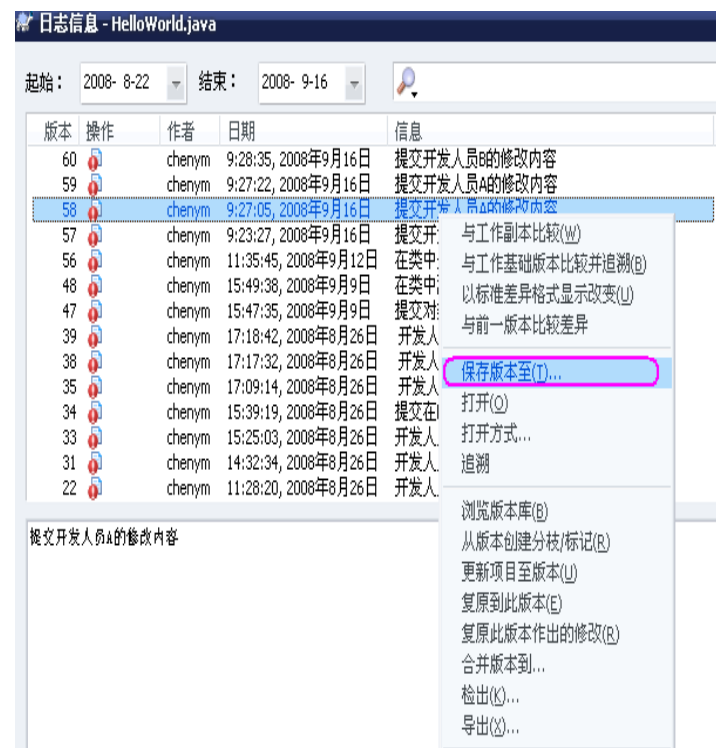 日志信息 - HelloWorld.java
起始： 2008- 8-22 结束： 2008- 9-16
版本 操作 作者 日期 信息
60 chenym 9:28:35, 2008年9月16日 提交开发人员B的修改内容
59 chenym 9:27:22, 2008年9月16日 提交开发人员A的修改内容
58 chenym 9:27:05, 2008年9月16日 提交开发人员A的修改内容
57 chenym 9:23:27, 2008年9月16日 提交开
56 chenym 11:35:45, 2008年9月12日 在类中
48 chenym 15:49:38, 2008年9月9日 在类中
47 chenym 15:47:35, 2008年9月9日 提交对
39 chenym 17:18:42, 2008年8月26日 开发人
38 chenym 17:17:32, 2008年8月26日 开发人
35 chenym 17:09:14, 2008年8月26日 开发人
34 chenym 15:39:19, 2008年8月26日 提交在
33 chenym 15:25:03, 2008年8月26日 开发人
31 chenym 14:32:34, 2008年8月26日 开发人
22 chenym 11:28:20, 2008年8月26日 开发人
与工作副本比较(W)
与工作基础版本比较并追溯(B)
以标准差异格式显示改变(U)
与前一版本比较差异
保存版本至(T)...
打开(O)
打开方式...
追溯
浏览版本库(B)
从版本创建分枝/标记(R)
更新项目至版本(U)
复原到此版本(E)
复原此版本作出的修改(R)
合并版本到...
检出(K)...
导出(X)...
提交开发人员A的修改内容